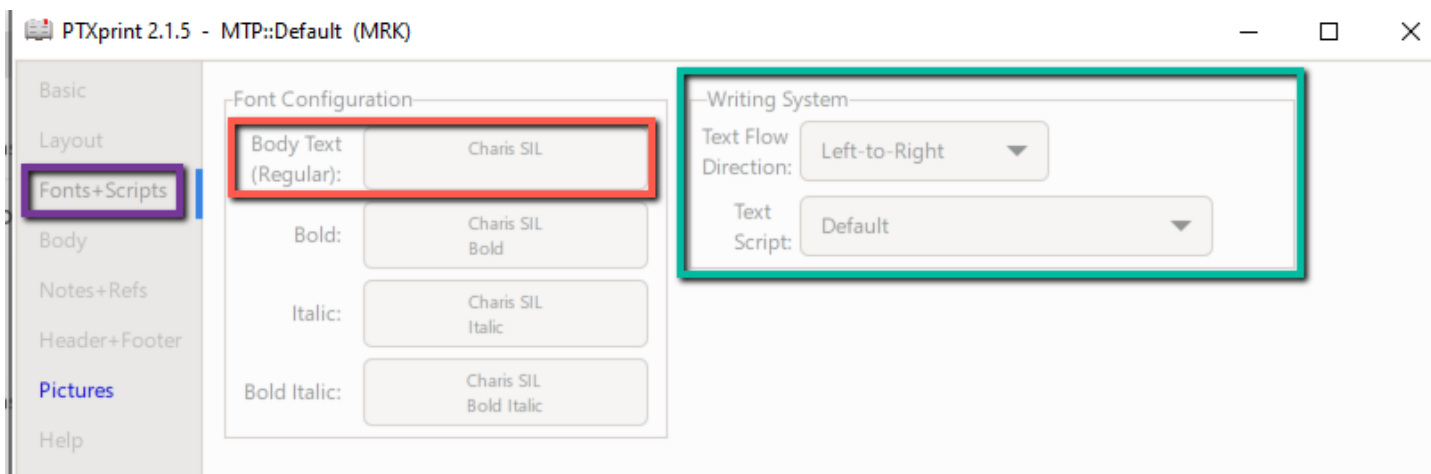 PTXprint 2.1.5 - MTP::Default (MRK)
Basic
Layout
Fonts+Scripts
Body
Notes+Refs
Header+Footer
Pictures
Help
Font Configuration
Body Text
(Regular):
Charis SIL
Bold:
Charis SIL
Bold
Italic:
Charis SIL
Italic
Bold Italic:
Charis SIL
Bold Italic
Writing System
Text Flow
Direction:
Left-to-Right
Text
Script:
Default